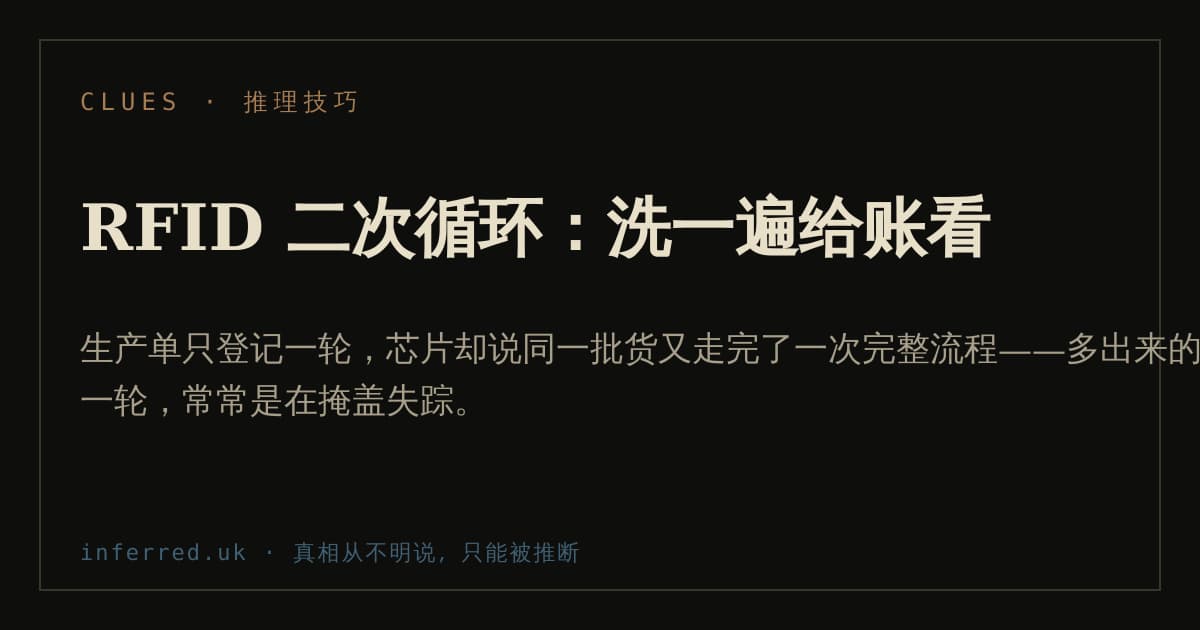 CLUES · 推理技巧
RFID 二次循环：洗一遍给账看
生产单只登记一轮，芯片却说同一批货又走完了一次完整流程——多出来的
一轮，常常是在掩盖失踪。
inferred.uk · 真相从不明说，只能被推断